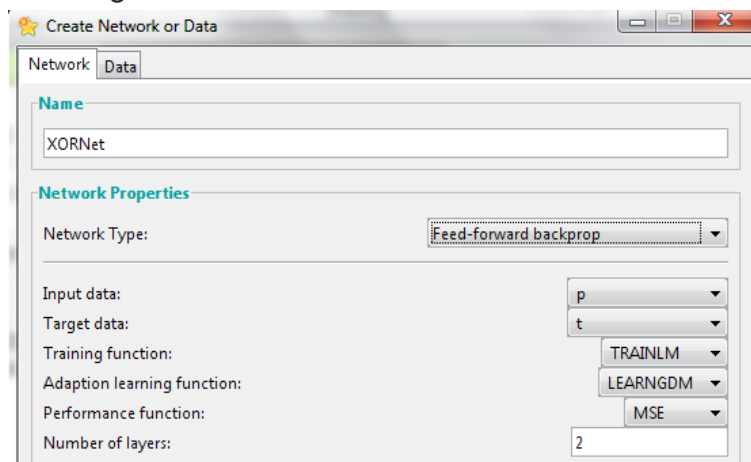 Create Network or Data
Network Data
Name
XORNet
Network Properties
Network Type: Feed-forward backprop
Input data: p
Target data: t
Training function: TRAINLM
Adaption learning function: LEARNGDM
Performance function: MSE
Number of layers: 2